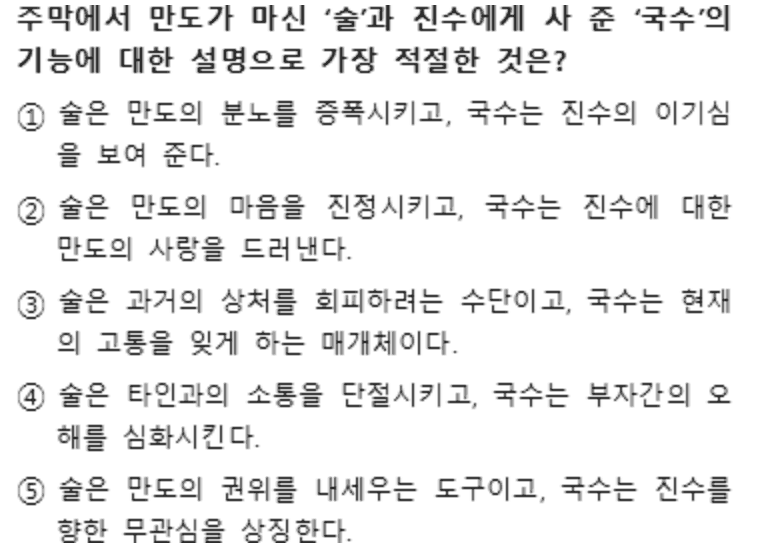 주막에서 만도가 마신 ‘술’과 진수에게 사 준 ‘국수’의
기능에 대한 설명으로 가장 적절한 것은?
① 술은 만도의 분노를 증폭시키고, 국수는 진수의 이기심
을 보여 준다.
② 술은 만도의 마음을 진정시키고, 국수는 진수에 대한
만도의 사랑을 드러낸다.
③ 술은 과거의 상처를 회피하려는 수단이고, 국수는 현재
의 고통을 잊게 하는 매개체이다.
④ 술은 타인과의 소통을 단절시키고, 국수는 부자간의 오
해를 심화시킨다.
⑤ 술은 만도의 권위를 내세우는 도구이고, 국수는 진수를
향한 무관심을 상징한다.